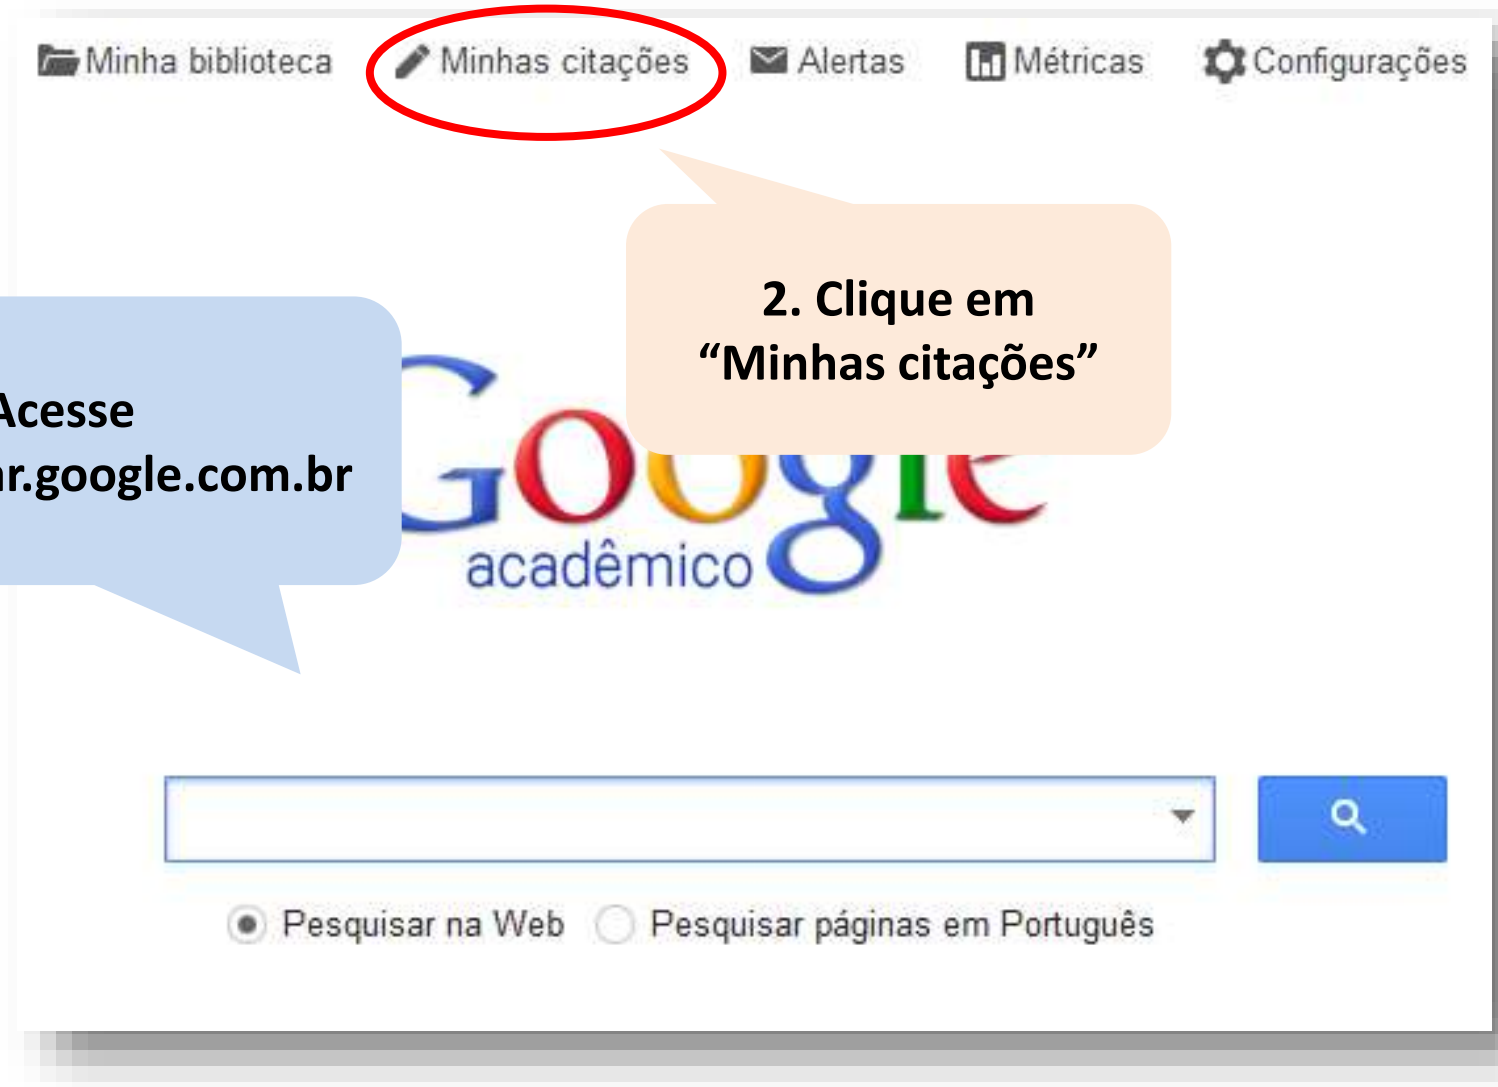 Minha biblioteca Minhas citações Alertas Métricas Configurações
2. Clique em
“Minhas citações”
Acesse
ar.google.com.br
Google
acadêmico
Pesquisar na Web Pesquisar páginas em Português